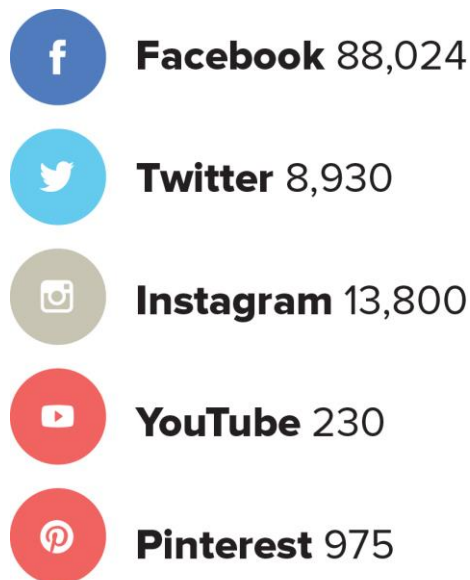 Facebook 88,024
Twitter 8,930
Instagram 13,800
YouTube 230
Pinterest 975